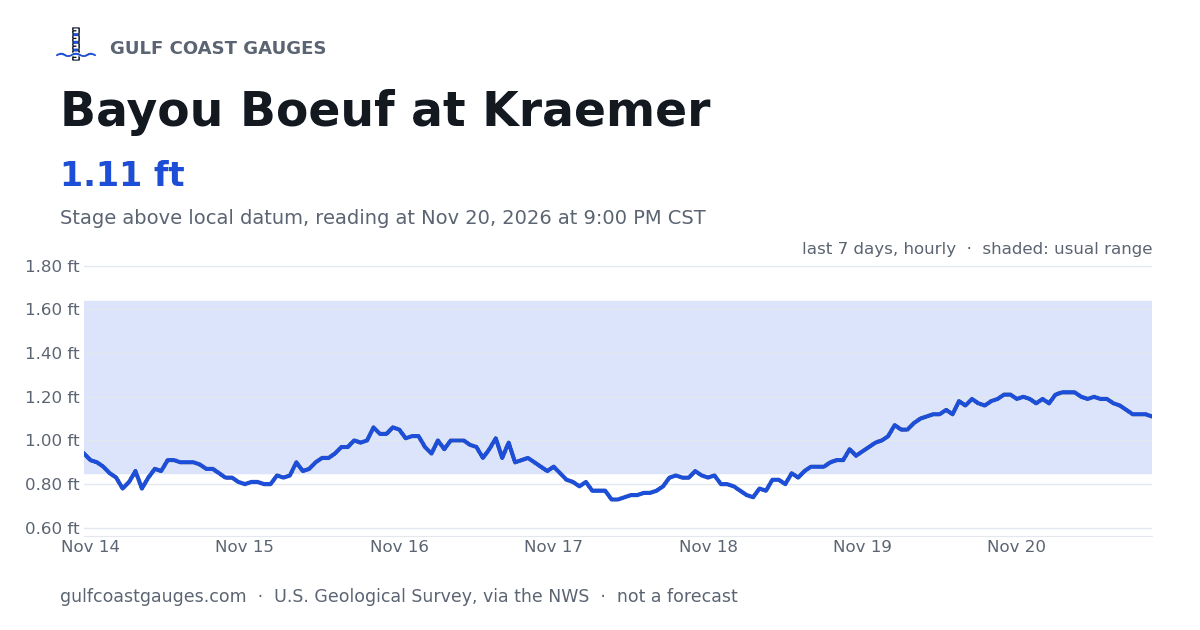 GULF COAST GAUGES
Bayou Boeuf at Kraemer
1.11 ft
Stage above local datum, reading at Nov 20, 2026 at 9:00 PM CST
last 7 days, hourly · shaded: usual range
1.80 ft
1.60 ft
1.40 ft
1.20 ft
1.00 ft
0.80 ft
0.60 ft
Nov 14 Nov 15 Nov 16 Nov 17 Nov 18 Nov 19 Nov 20
gulfcoastgauges.com · U.S. Geological Survey, via the NWS · not a forecast